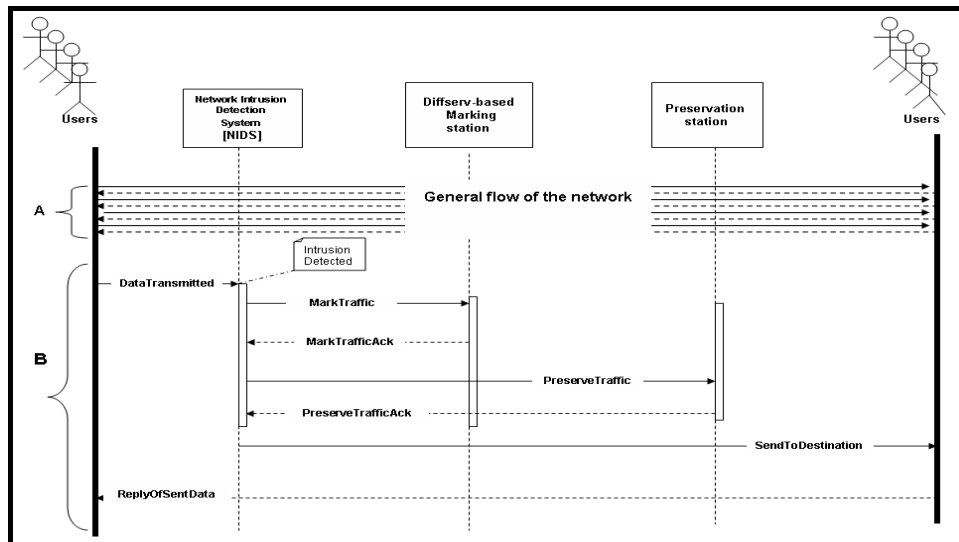 Users
Network Intrusion
Detection
System
[NIDS]
Diffserv-based
Marking
station
Preservation
station
Users
A
General flow of the network
Intrusion
Detected
DataTransmitted
MarkTraffic
MarkTrafficAck
B
PreserveTraffic
PreserveTrafficAck
SendToDestination
ReplyOfSentData